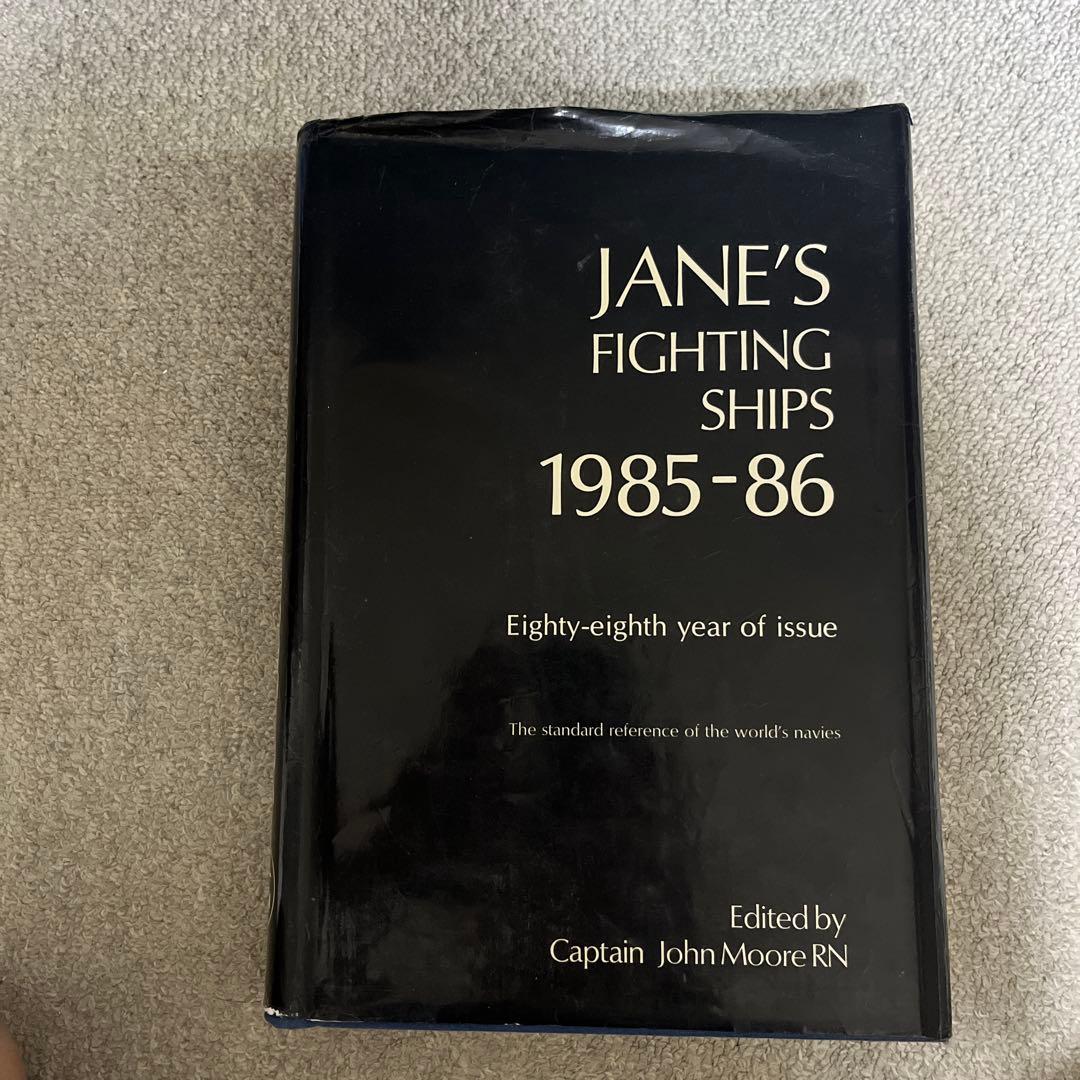 JANE'S
FIGHTING
SHIPS
1985-86
Eighty-eighth year of issue
The standard reference of the world's navies
Edited by
Captain John Moore RN